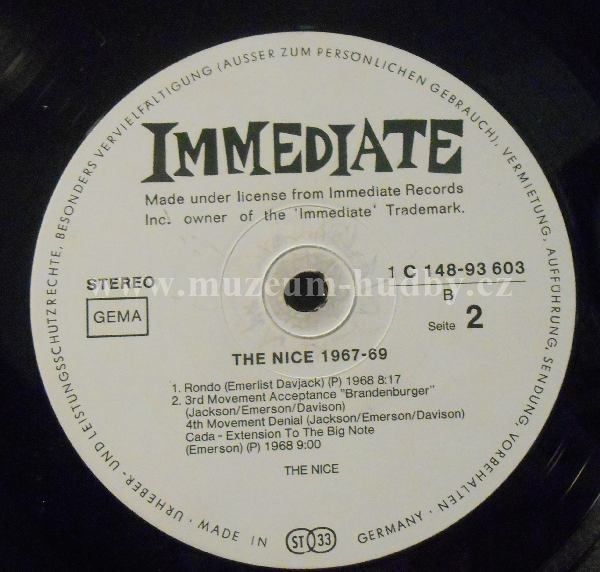 URHEBER- UND LEISTUNGSSCHUTZRECHTE, BESONDERS VERVIELFÄLTIGUNG (AUSSER ZUM PERSÖNLICHEN GEBRAUCH), VERMIETUNG, AUFFÜHRUNG, SENDUNG, VORBEHALTEN · MADE IN GERMANY ·
IMMEDIATE
Made under license from Immediate Records
Inc. owner of the 'Immediate' Trademark.
STEREO
GEMA
1 C 148-93 603
B
Seite 2
www.muzeum-hudby.cz
THE NICE 1967-69
1. Rondo (Emerlist Davjack) (P) 1968 8:17
2. 3rd Movement Acceptance "Brandenburger"
(Jackson/Emerson/Davison)
4th Movement Denial (Jackson/Emerson/Davison)
Cada - Extension To The Big Note
(Emerson) (P) 1968 9:00
THE NICE
ST 33